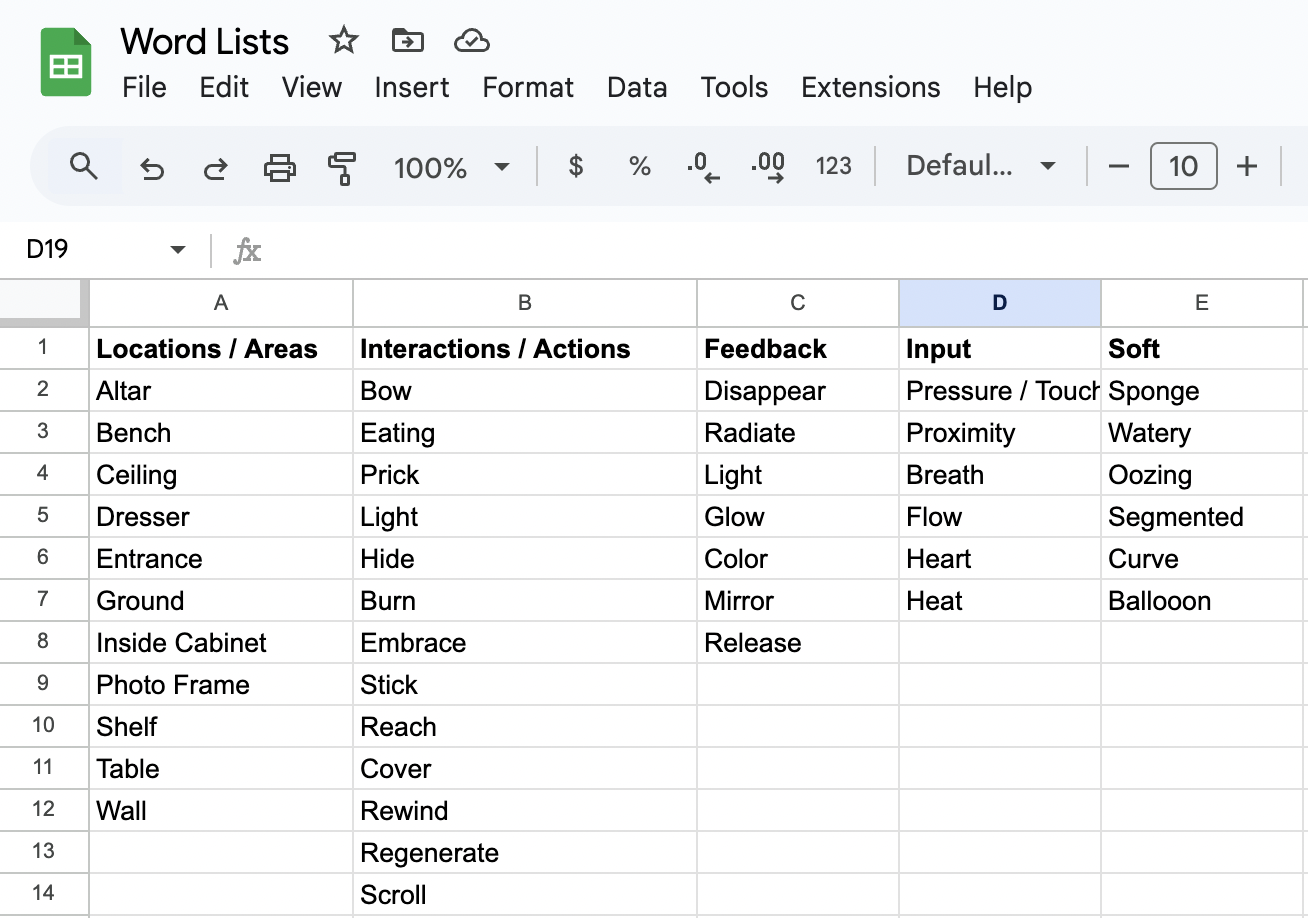 Word Lists
File Edit View Insert Format Data Tools Extensions Help
100% $ % .0 .00 123 Defaul... 10
D19 fx
A B C D E
1 Locations / Areas Interactions / Actions Feedback Input Soft
2 Altar Bow Disappear Pressure / Touch Sponge
3 Bench Eating Radiate Proximity Watery
4 Ceiling Prick Light Breath Oozing
5 Dresser Light Glow Flow Segmented
6 Entrance Hide Color Heart Curve
7 Ground Burn Mirror Heat Ballooon
8 Inside Cabinet Embrace Release
9 Photo Frame Stick
10 Shelf Reach
11 Table Cover
12 Wall Rewind
13 Regenerate
14 Scroll